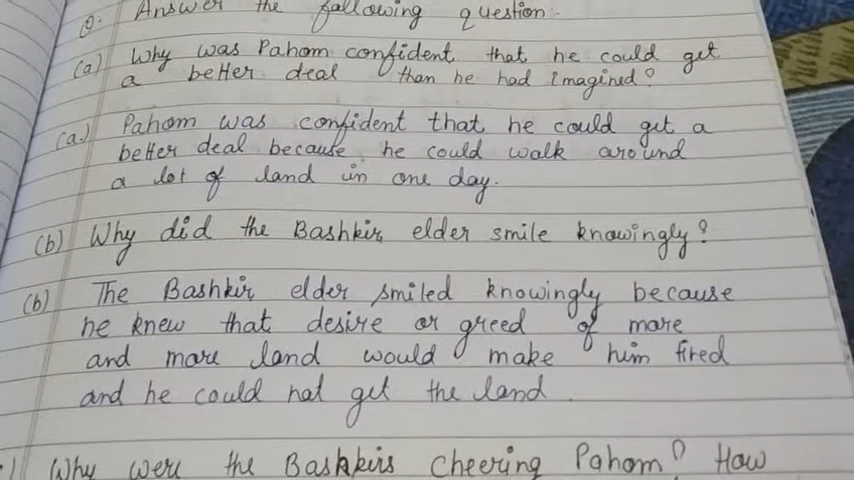 Q. Answer the following question-
(a) Why was Pahom confident that he could get
a better deal than he had imagined?
(a.) Pahom was confident that he could get a
better deal because he could walk around
a lot of land in one day.
(b) Why did the Bashkir elder smile knowingly?
(b) The Bashkir elder smiled knowingly because
he knew that desire or greed of more
and more land would make him tired
and he could not get the land.
) Why were the Bashkirs cheering Pahom? How